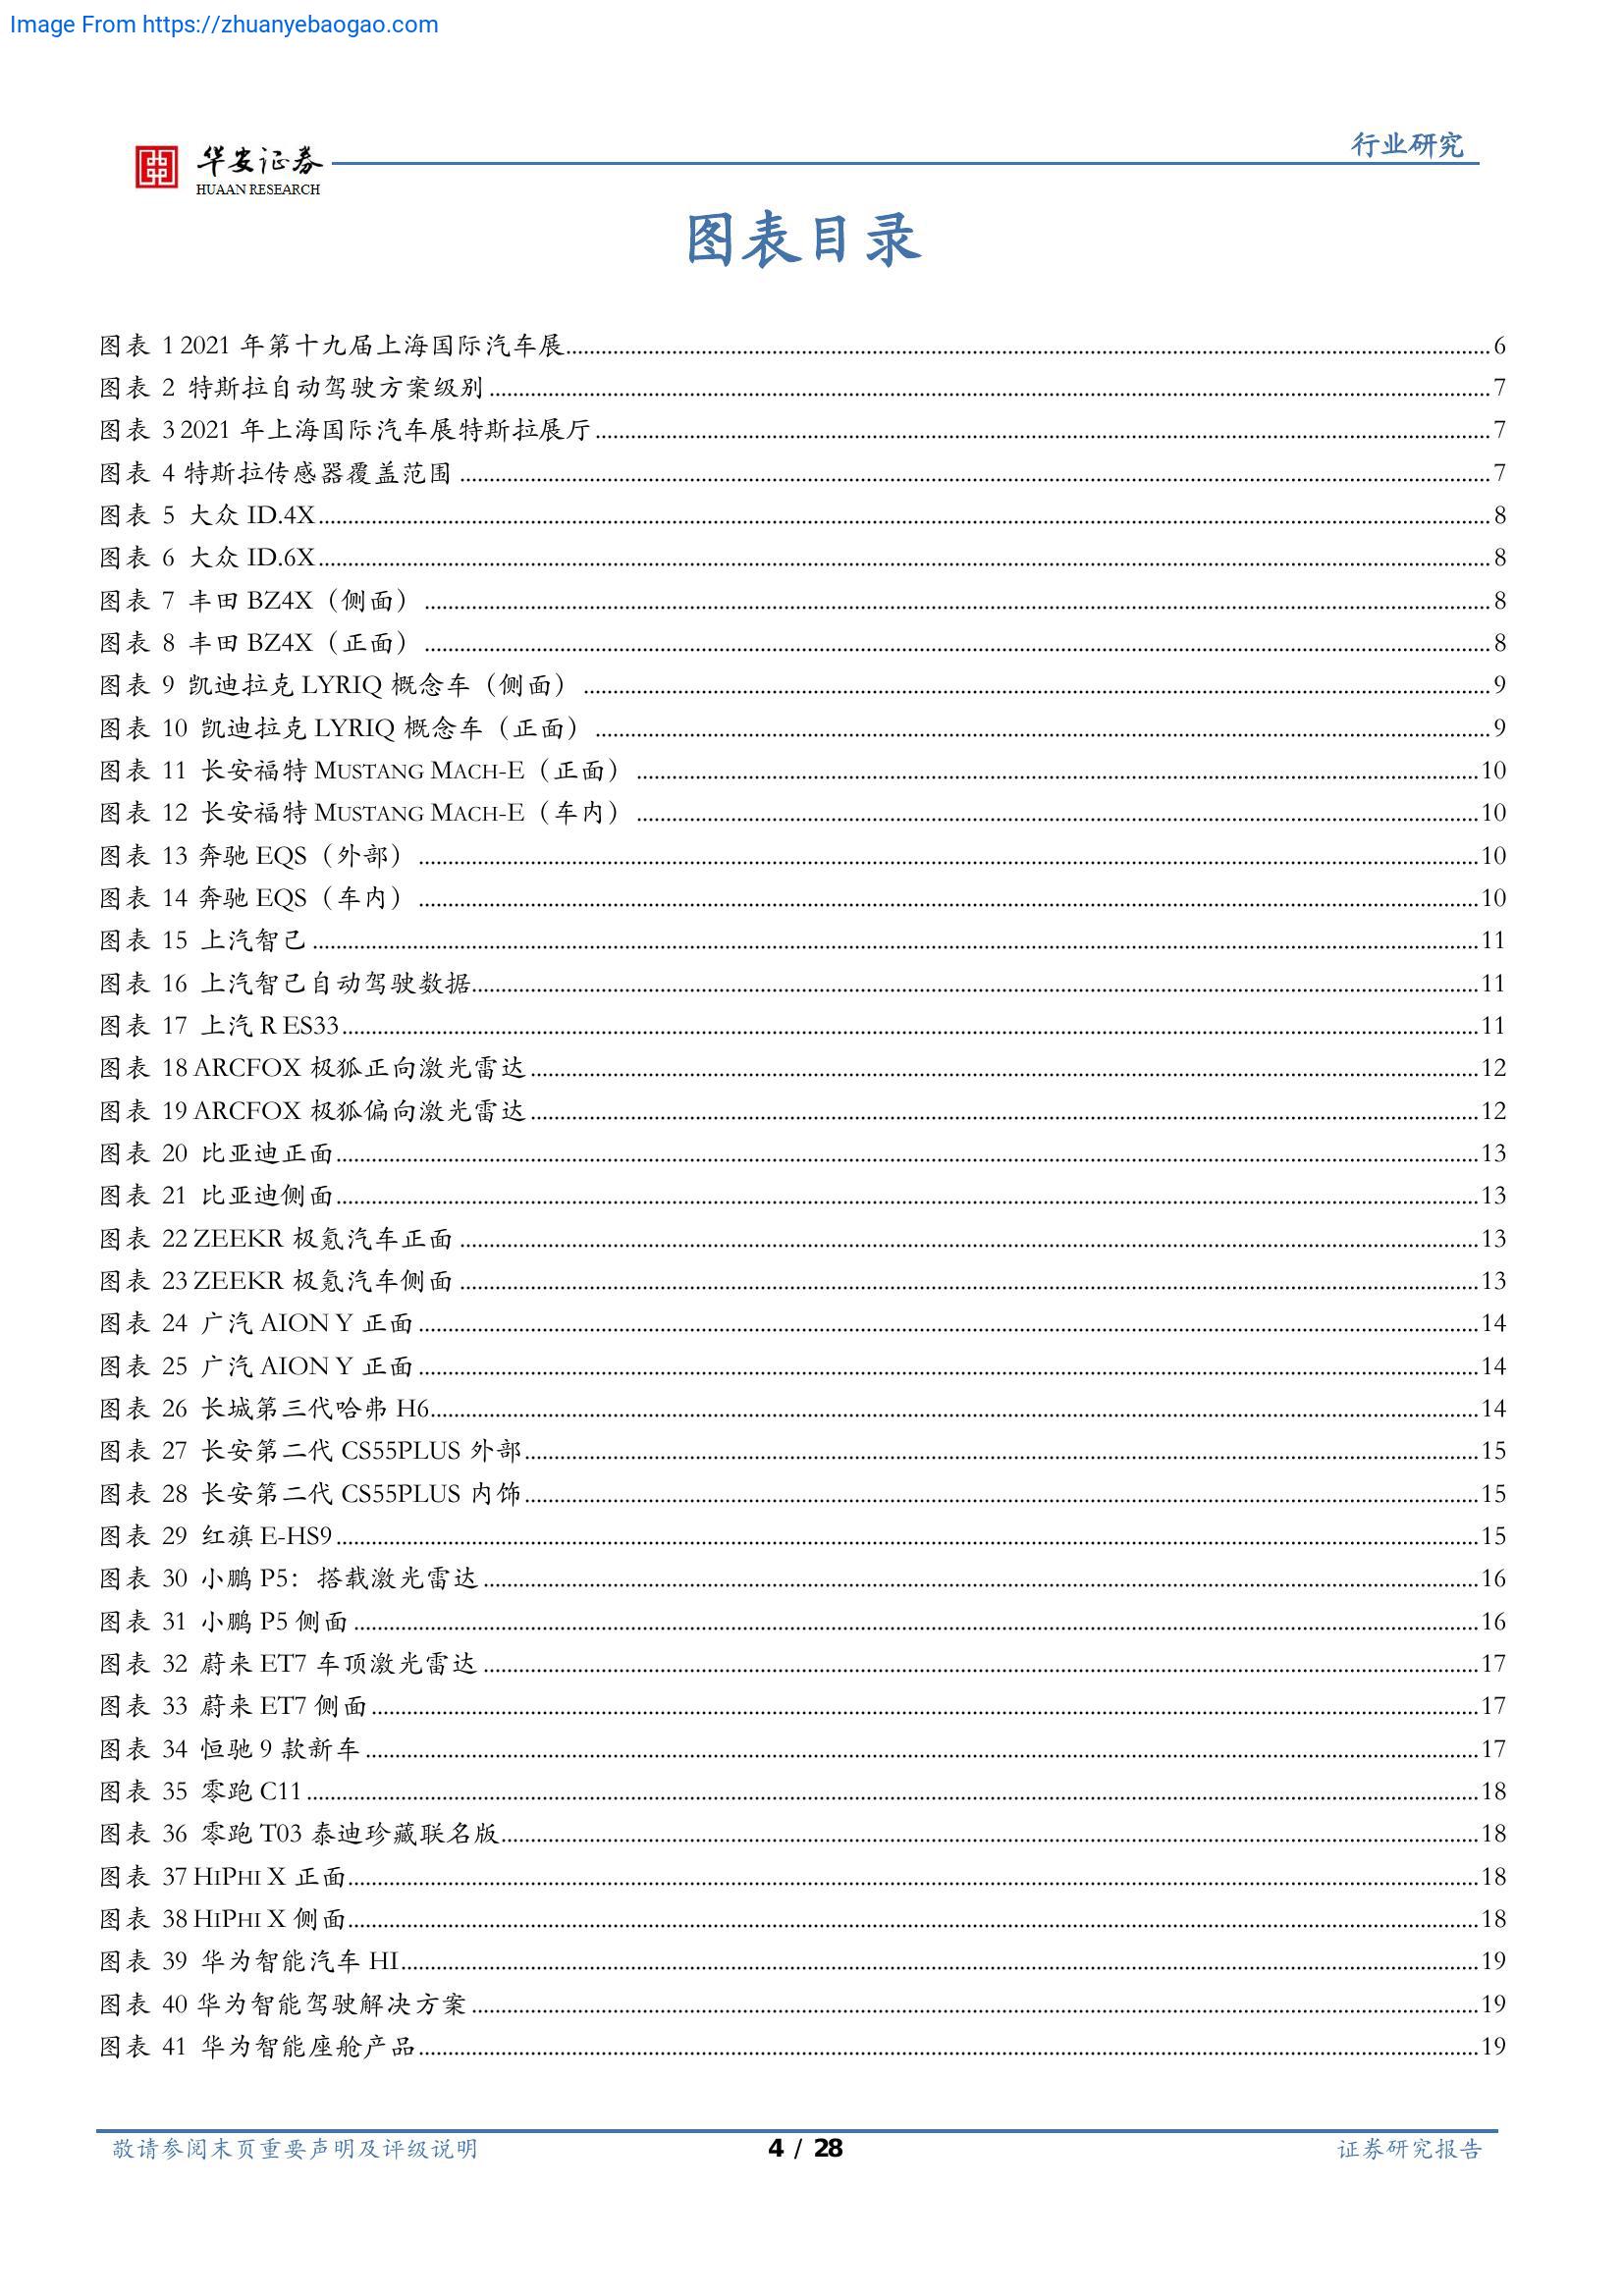 Image From https://zhuanyebaogao.com
行业研究
华安证券
HUAAN RESEARCH
图表目录
图表 1 2021 年第十九届上海国际汽车展....................6
图表 2 特斯拉自动驾驶方案级别....................7
图表 3 2021 年上海国际汽车展特斯拉展厅....................7
图表 4 特斯拉传感器覆盖范围....................7
图表 5 大众 ID.4X....................8
图表 6 大众 ID.6X....................8
图表 7 丰田 BZ4X（侧面）....................8
图表 8 丰田 BZ4X（正面）....................8
图表 9 凯迪拉克 LYRIQ 概念车（侧面）....................9
图表 10 凯迪拉克 LYRIQ 概念车（正面）....................9
图表 11 长安福特 MUSTANG MACH-E（正面）....................10
图表 12 长安福特 MUSTANG MACH-E（车内）....................10
图表 13 奔驰 EQS（外部）....................10
图表 14 奔驰 EQS（车内）....................10
图表 15 上汽智己....................11
图表 16 上汽智己自动驾驶数据....................11
图表 17 上汽 R ES33....................11
图表 18 ARCFOX 极狐正向激光雷达....................12
图表 19 ARCFOX 极狐偏向激光雷达....................12
图表 20 比亚迪正面....................13
图表 21 比亚迪侧面....................13
图表 22 ZEEKR 极氪汽车正面....................13
图表 23 ZEEKR 极氪汽车侧面....................13
图表 24 广汽 AION Y 正面....................14
图表 25 广汽 AION Y 正面....................14
图表 26 长城第三代哈弗 H6....................14
图表 27 长安第二代 CS55PLUS 外部....................15
图表 28 长安第二代 CS55PLUS 内饰....................15
图表 29 红旗 E-HS9....................15
图表 30 小鹏 P5：搭载激光雷达....................16
图表 31 小鹏 P5 侧面....................16
图表 32 蔚来 ET7 车顶激光雷达....................17
图表 33 蔚来 ET7 侧面....................17
图表 34 恒驰 9 款新车....................17
图表 35 零跑 C11....................18
图表 36 零跑 T03 泰迪珍藏联名版....................18
图表 37 HIPHI X 正面....................18
图表 38 HIPHI X 侧面....................18
图表 39 华为智能汽车 HI....................19
图表 40 华为智能驾驶解决方案....................19
图表 41 华为智能座舱产品....................19
敬请参阅末页重要声明及评级说明
4 / 28
证券研究报告